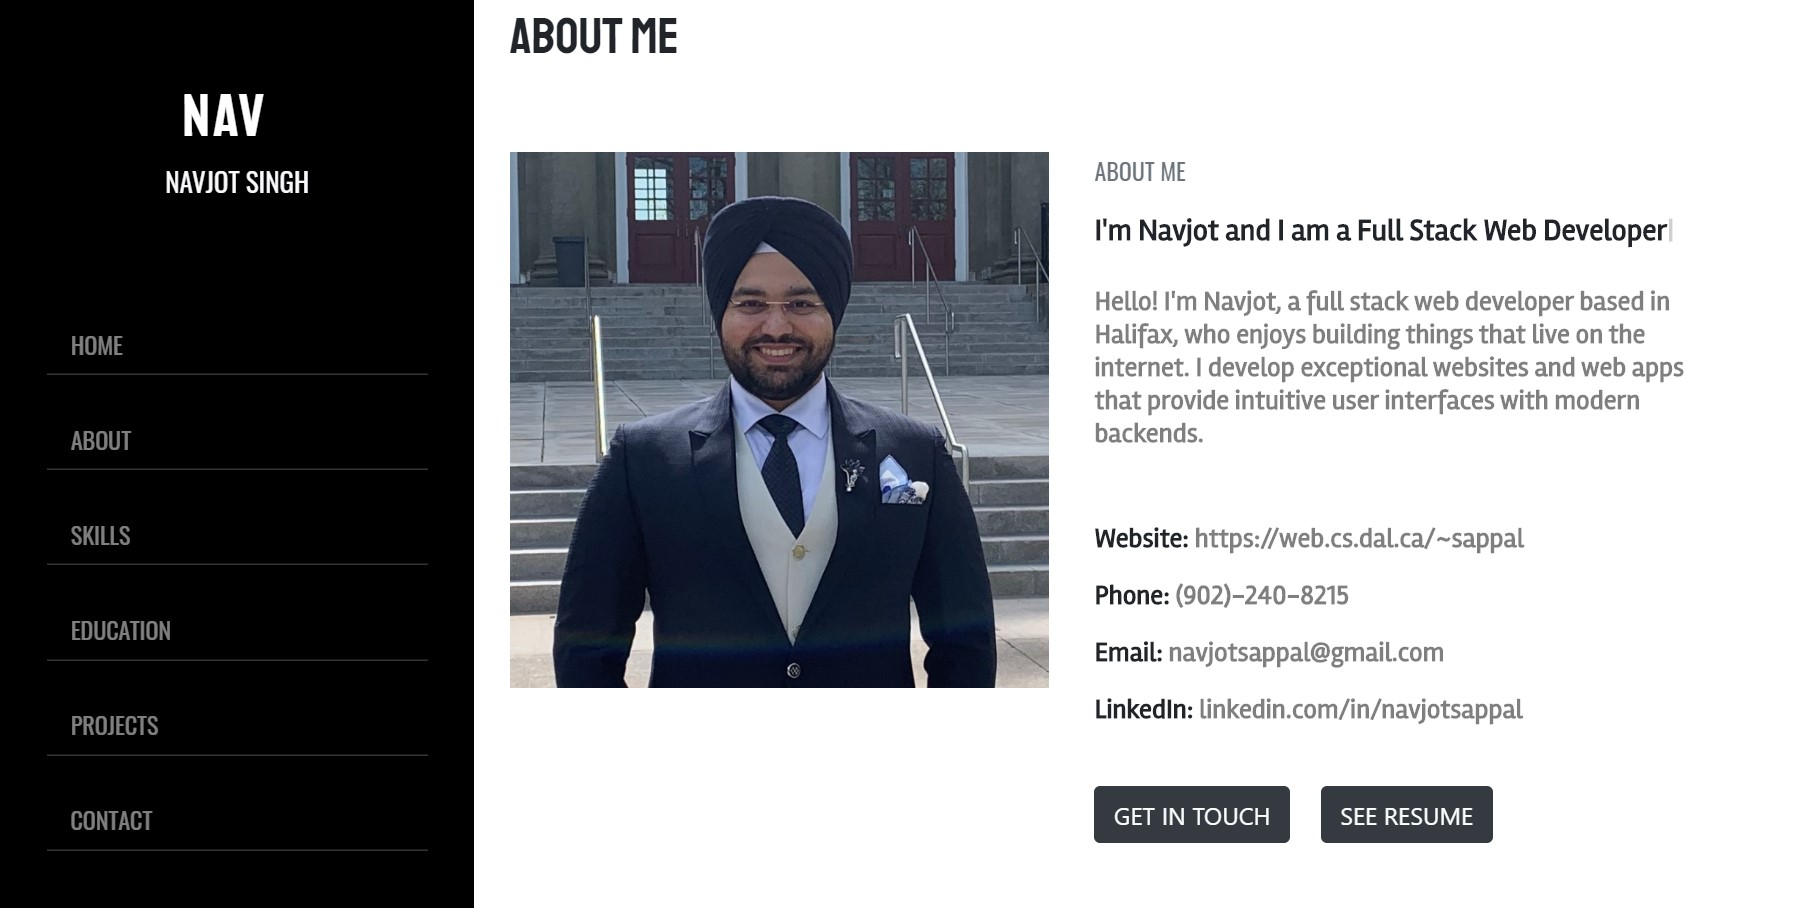 NAV
NAVJOT SINGH
HOME
ABOUT
SKILLS
EDUCATION
PROJECTS
CONTACT
ABOUT ME
ABOUT ME
I'm Navjot and I am a Full Stack Web Developer
Hello! I'm Navjot, a full stack web developer based in
Halifax, who enjoys building things that live on the
internet. I develop exceptional websites and web apps
that provide intuitive user interfaces with modern
backends.
Website: https://web.cs.dal.ca/~sappal
Phone: (902)-240-8215
Email: navjotsappal@gmail.com
LinkedIn: linkedin.com/in/navjotsappal
GET IN TOUCH
SEE RESUME